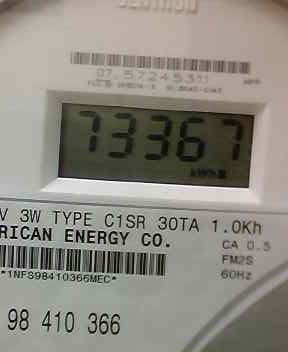 07.57245311
73367
kWh
V 3W TYPE C1SR 30TA 1.0Kh
RICAN ENERGY CO.
CA 0.5
FM2S
*1NFS98410366MEC*
60Hz
98 410 366